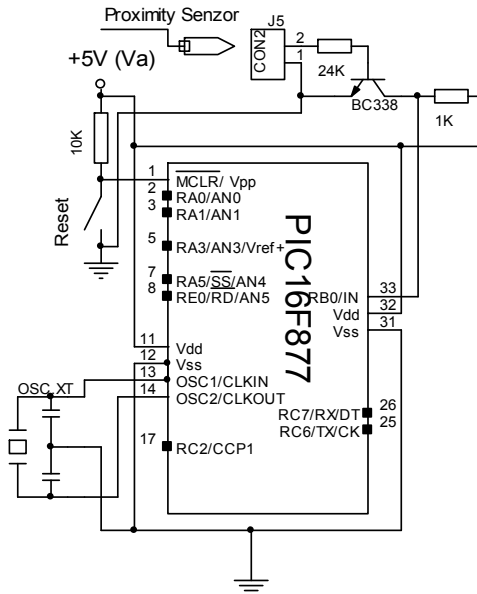 Proximity Senzor
J5
+5V (Va)
CON2
2
1
24K
BC338
1K
10K
Reset
PIC16F877
1 MCLR/ Vpp
2 RA0/AN0
3 RA1/AN1
5 RA3/AN3/Vref+
7 RA5/SS/AN4
8 RE0/RD/AN5
33 RB0/IN
32 Vdd
31 Vss
11 Vdd
12 Vss
13 OSC1/CLKIN
14 OSC2/CLKOUT
OSC_XT
26 RC7/RX/DT
25 RC6/TX/CK
17 RC2/CCP1